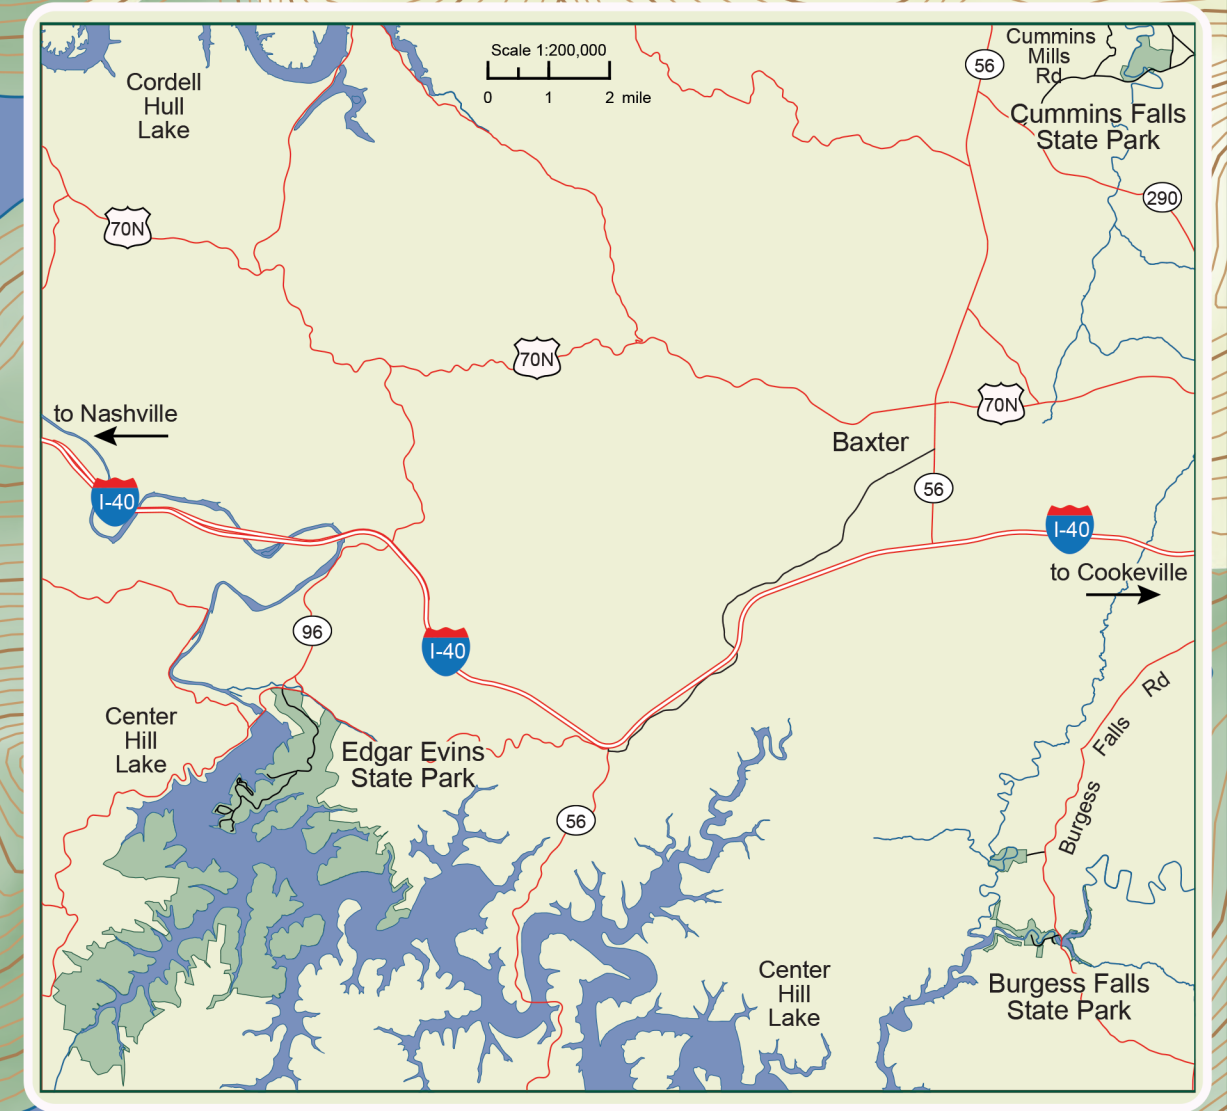 Cummins
Mills
Rd
56
Scale 1:200,000
0 1 2 mile
Cordell
Hull
Lake
Cummins Falls
State Park
290
70N
70N
70N
to Nashville
Baxter
56
I-40
I-40
to Cookeville
96
I-40
Burgess Falls Rd
Center
Hill
Lake
Edgar Evins
State Park
56
Center
Hill
Lake
Burgess Falls
State Park